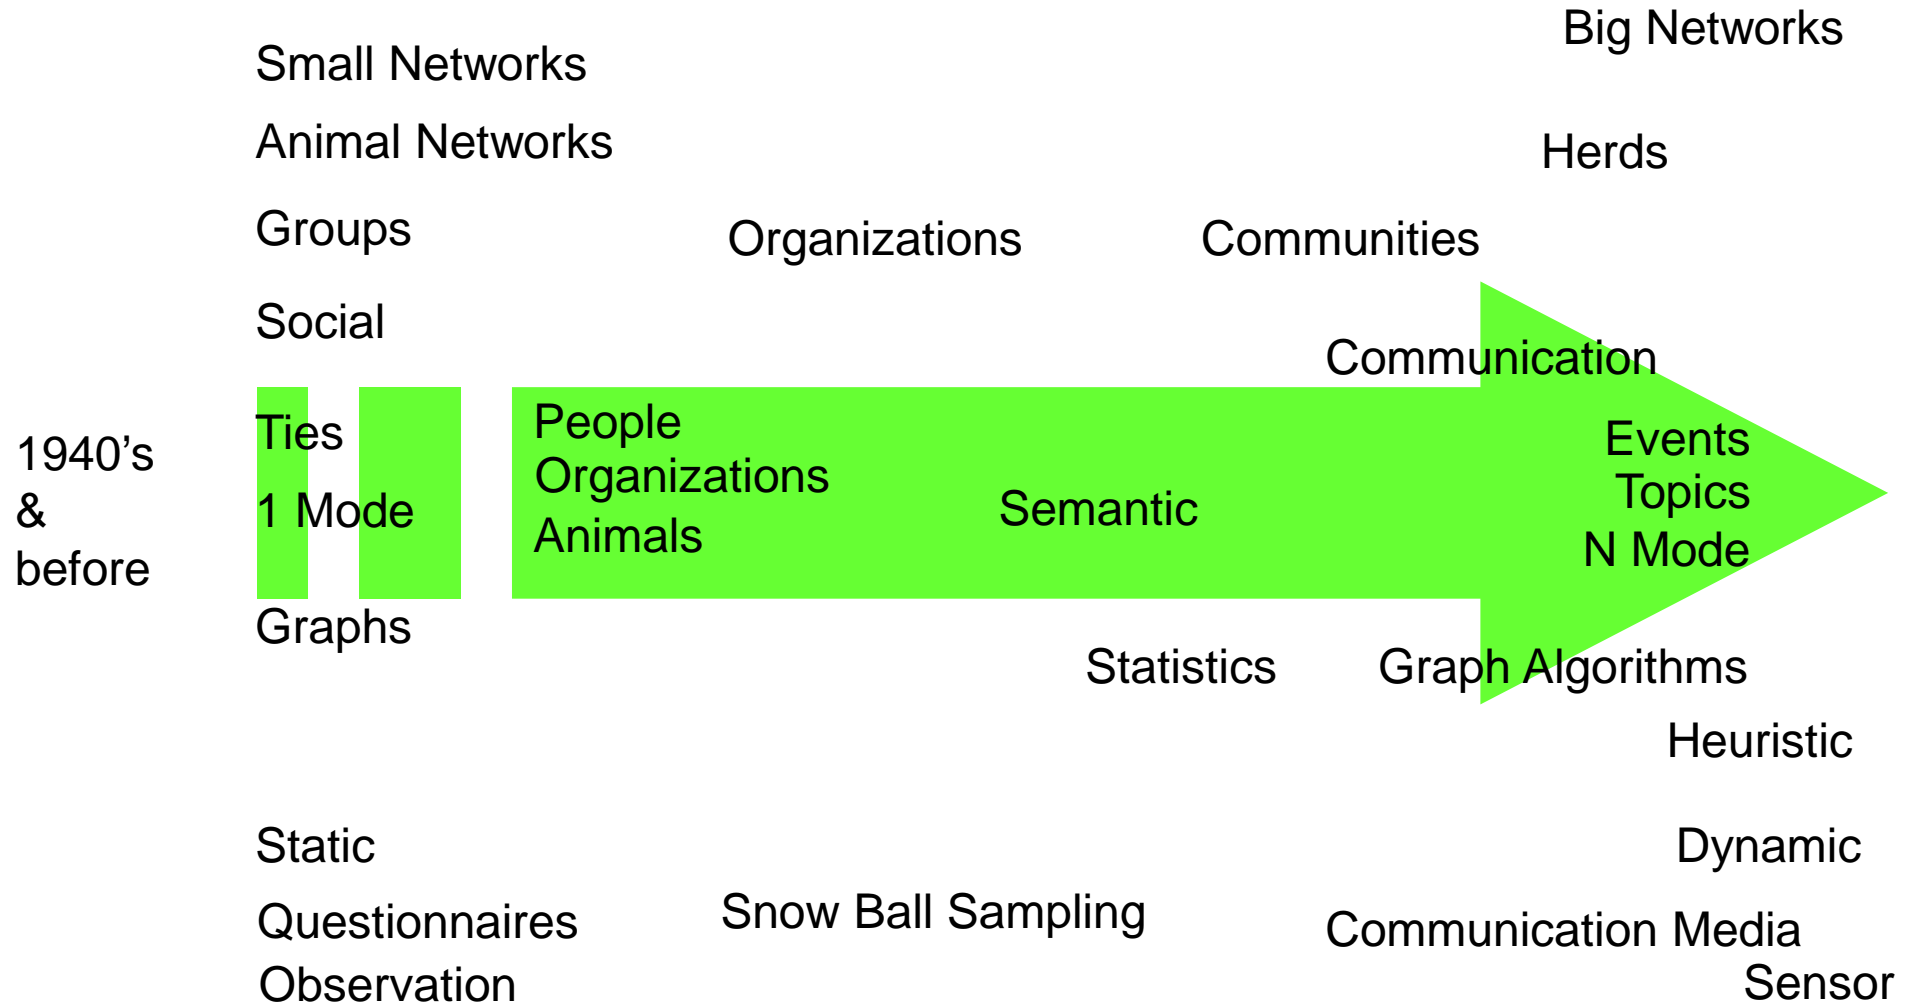 Big Networks
Small Networks
Animal Networks
Herds
Groups
Organizations
Communities
Social
Communication
1940’s
&
before
Ties
1 Mode
People
Organizations
Animals
Semantic
Events
Topics
N Mode
Graphs
Statistics
Graph Algorithms
Heuristic
Static
Dynamic
Questionnaires
Snow Ball Sampling
Communication Media
Observation
Sensor